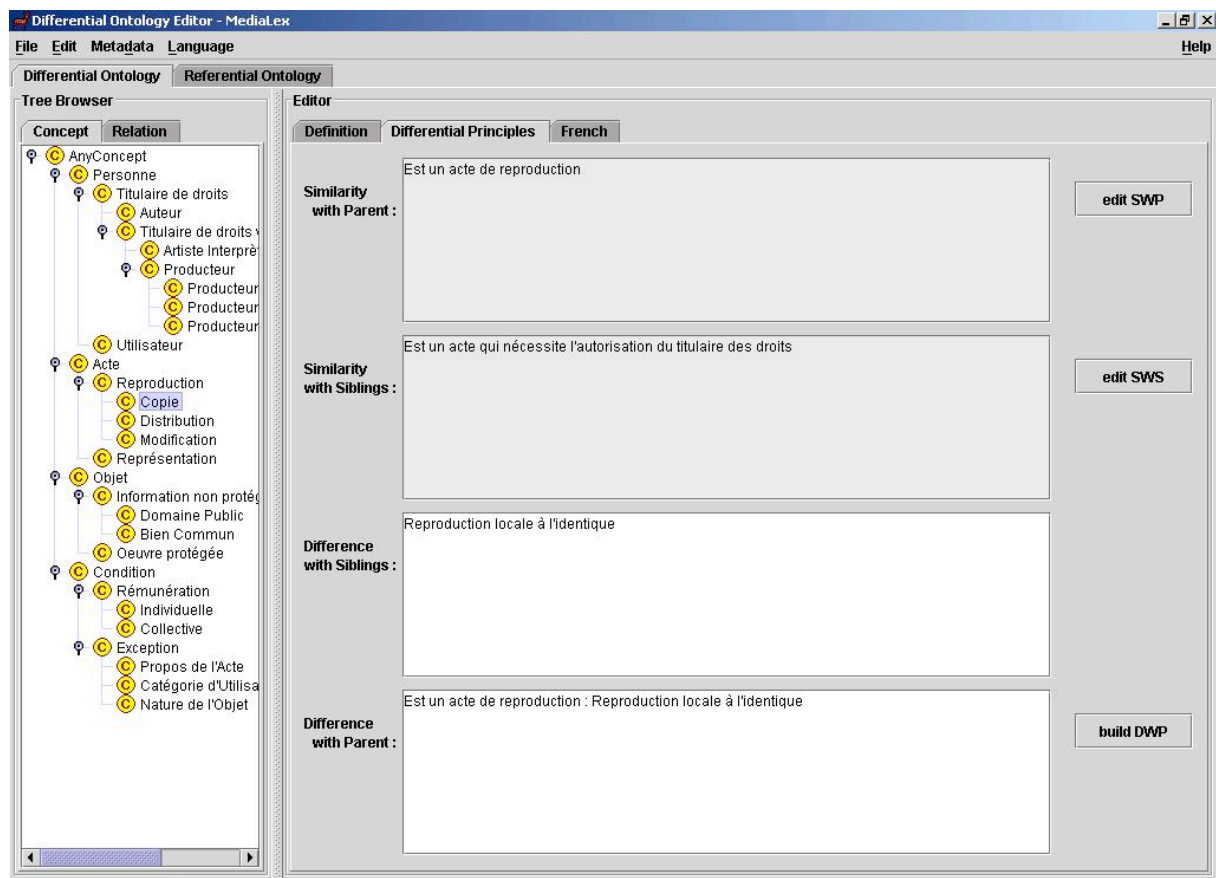 Differential Ontology Editor - MediaLex
File Edit Metadata Language Help
Differential Ontology Referential Ontology
Tree Browser
Concept Relation
C AnyConcept
C Personne
C Titulaire de droits
C Auteur
C Titulaire de droits
C Artiste Interprè
C Producteur
C Producteur
C Producteur
C Producteur
C Utilisateur
C Acte
C Reproduction
C Copie
C Distribution
C Modification
C Représentation
C Objet
C Information non protég
C Domaine Public
C Bien Commun
C Oeuvre protégée
C Condition
C Rémunération
C Individuelle
C Collective
C Exception
C Propos de l'Acte
C Catégorie d'Utilisa
C Nature de l'Objet
Editor
Definition Differential Principles French
Similarity
with Parent :
Est un acte de reproduction
edit SWP
Similarity
with Siblings :
Est un acte qui nécessite l'autorisation du titulaire des droits
edit SWS
Difference
with Siblings :
Reproduction locale à l'identique
Difference
with Parent :
Est un acte de reproduction : Reproduction locale à l'identique
build DWP